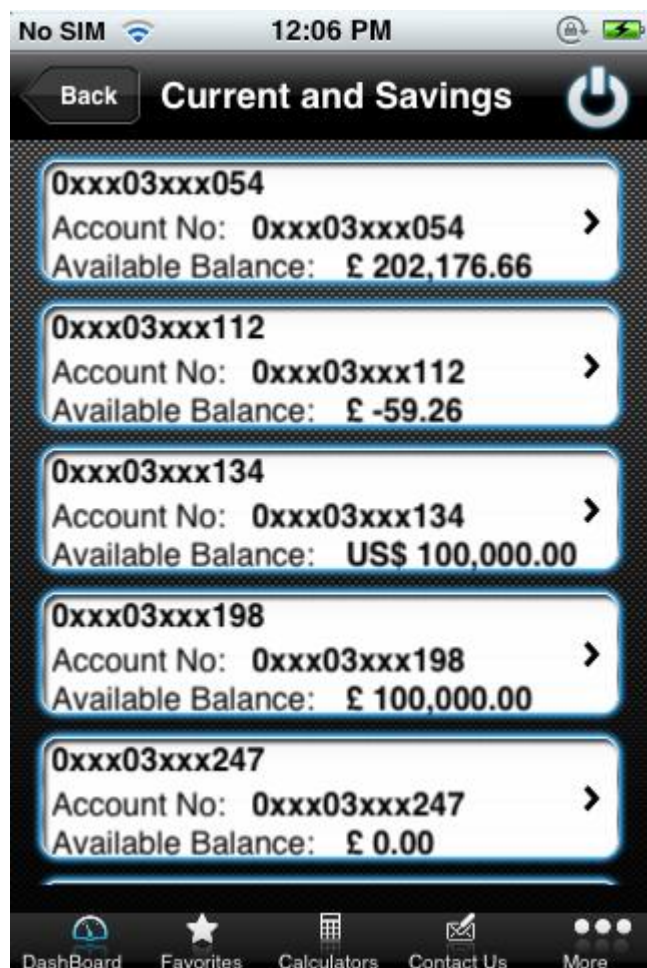 No SIM 12:06 PM
Back Current and Savings
0xxx03xxx054
Account No: 0xxx03xxx054
Available Balance: £ 202,176.66
0xxx03xxx112
Account No: 0xxx03xxx112
Available Balance: £ -59.26
0xxx03xxx134
Account No: 0xxx03xxx134
Available Balance: US$ 100,000.00
0xxx03xxx198
Account No: 0xxx03xxx198
Available Balance: £ 100,000.00
0xxx03xxx247
Account No: 0xxx03xxx247
Available Balance: £ 0.00
DashBoard Favorites Calculators Contact Us More